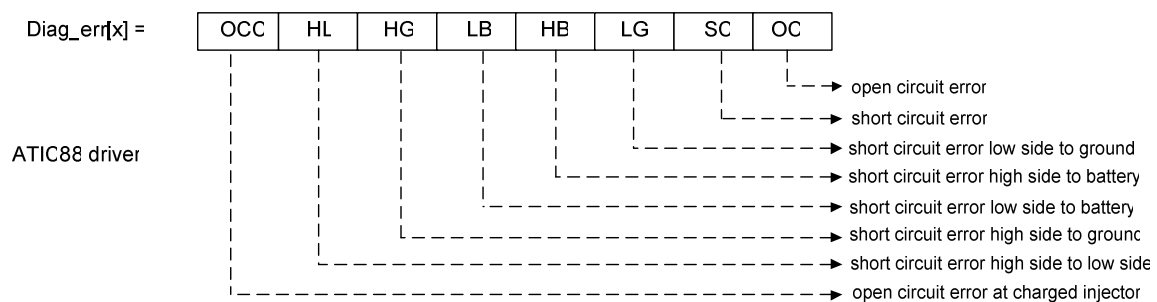 Diag_err[x] =
OCC HL HG LB HB LG SC OC
open circuit error
short circuit error
ATIC88 driver
short circuit error low side to ground
short circuit error high side to battery
short circuit error low side to battery
short circuit error high side to ground
short circuit error high side to low side
open circuit error at charged injector